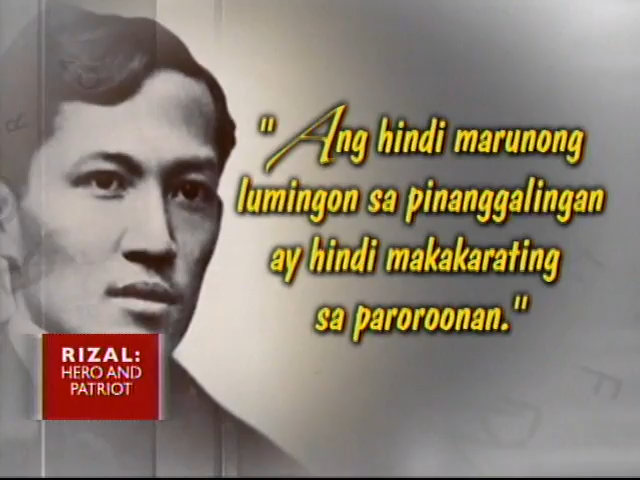 "Ang hindi marunong
lumingon sa pinanggalingan
ay hindi makakarating
sa paroroonan."
RIZAL:
HERO AND
PATRIOT